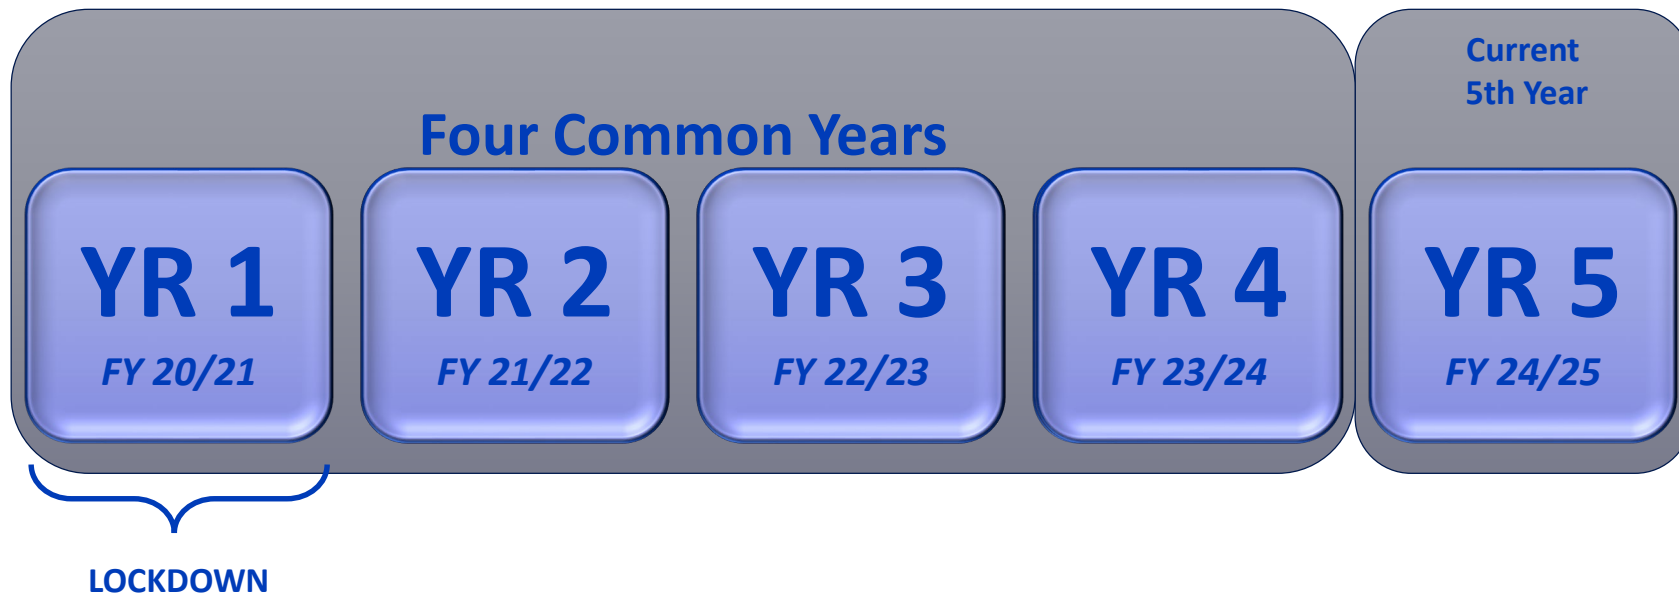 Four Common Years
Current
5th Year
YR 1
FY 20/21
YR 2
FY 21/22
YR 3
FY 22/23
YR 4
FY 23/24
YR 5
FY 24/25
LOCKDOWN